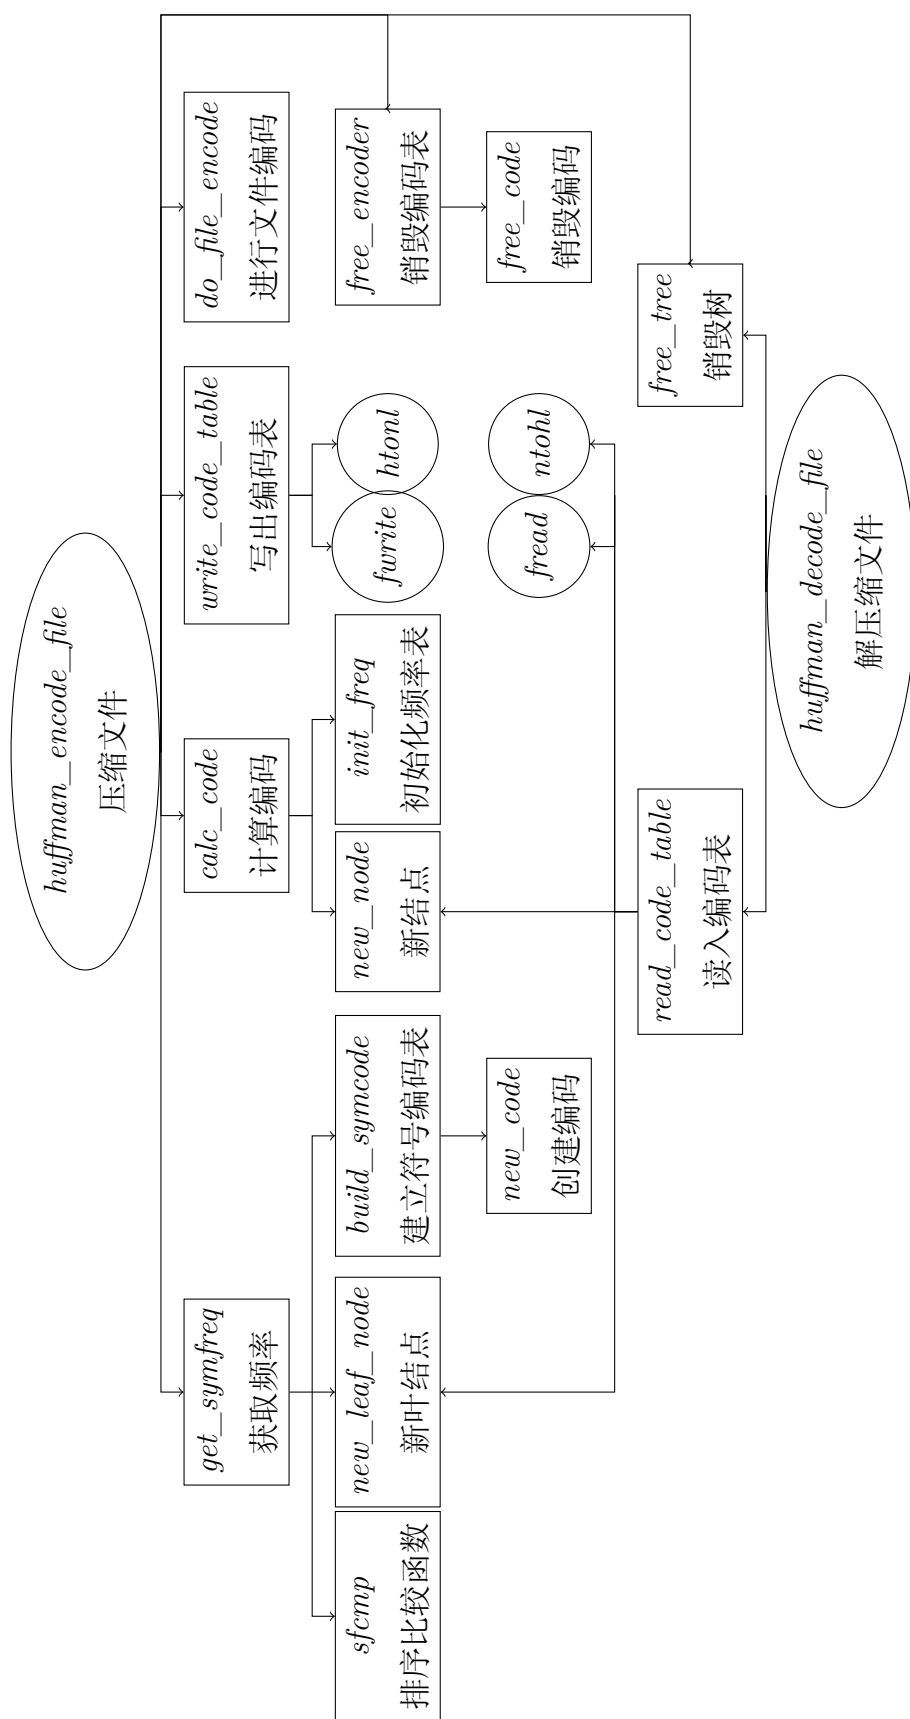 huffman_encode_file
压缩文件
get_symfreq
获取频率
calc_code
计算编码
write_code_table
写出编码表
do_file_encode
进行文件编码
sfcmp
排序比较函数
new_leaf_node
新叶结点
build_symcode
建立符号编码表
new_node
新结点
init_freq
初始化频率表
fwrite
htonl
free_encoder
销毁编码表
new_code
创建编码
fread
ntohl
free_code
销毁编码
read_code_table
读入编码表
free_tree
销毁树
huffman_decode_file
解压缩文件